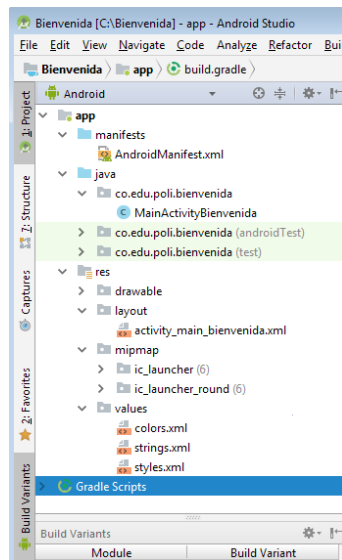 Bienvenida [C:\Bienvenida] - app - Android Studio
File Edit View Navigate Code Analyze Refactor Bui
Bienvenida app build.gradle
1: Project
Android
app
manifests
AndroidManifest.xml
java
co.edu.poli.bienvenida
MainActivityBienvenida
co.edu.poli.bienvenida (androidTest)
co.edu.poli.bienvenida (test)
res
drawable
layout
activity_main_bienvenida.xml
mipmap
ic_launcher (6)
ic_launcher_round (6)
values
colors.xml
strings.xml
styles.xml
Gradle Scripts
7: Structure
Captures
2: Favorites
Build Variants
Build Variants
Module Build Variant